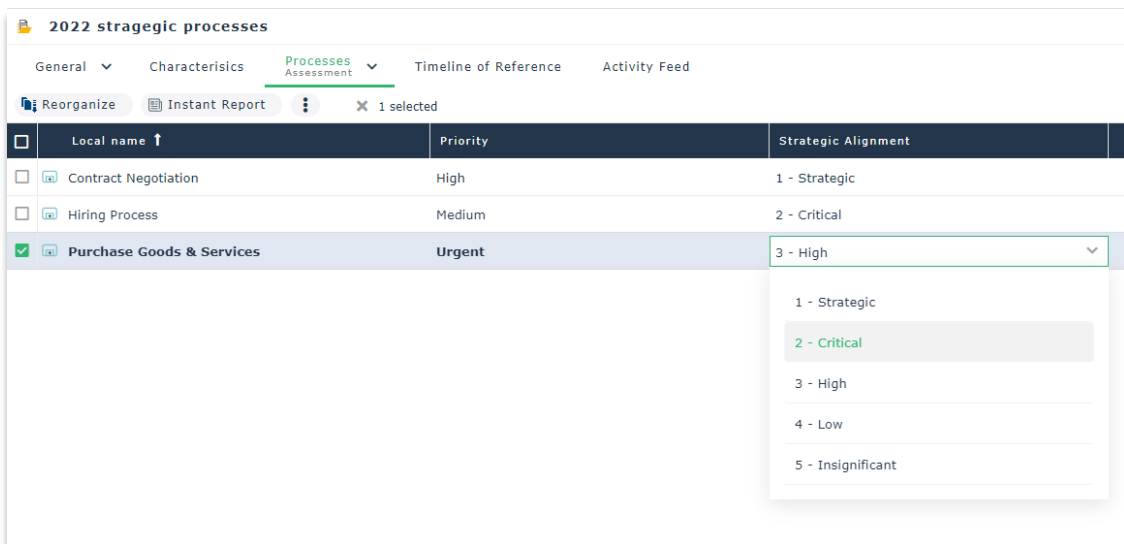 2022 stragegic processes
General Characterisics Processes Assessment Timeline of Reference Activity Feed
Reorganize Instant Report 1 selected
Local name Priority Strategic Alignment
Contract Negotiation High 1 - Strategic
Hiring Process Medium 2 - Critical
Purchase Goods & Services Urgent 3 - High
1 - Strategic
2 - Critical
3 - High
4 - Low
5 - Insignificant